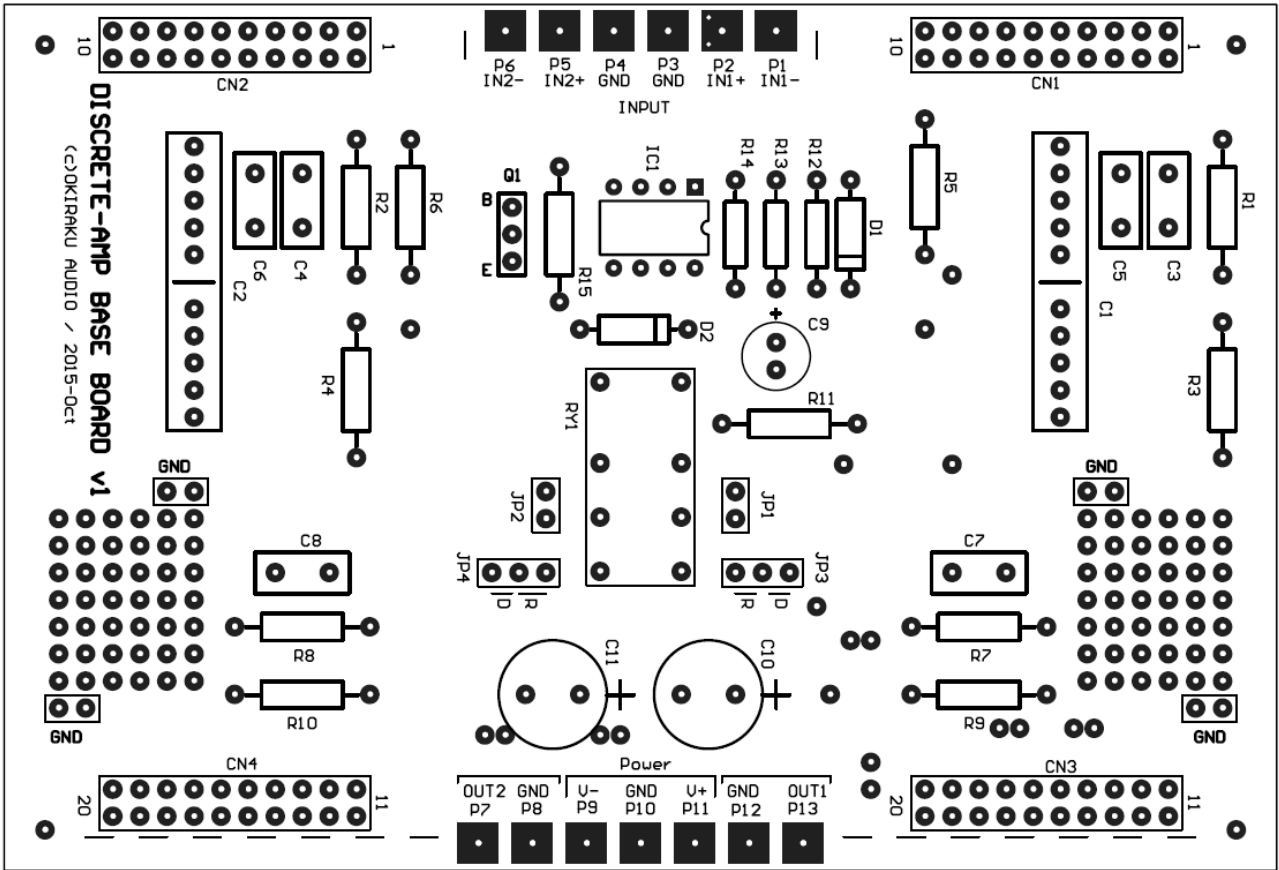 10
1
CN2
P6 P5 P4 P3 P2 P1
IN2- IN2+ GND GND IN1+ IN1-
INPUT
10
1
CN1
DISCRETE-AMP BASE BOARD v1
(c)OKIRAKU AUDIO / 2015-Oct
C6
C4
C2
R2
R6
R4
Q1
B
E
R15
IC1
R14
R13
R12
D1
D2
+
C9
R11
RY1
R5
C5
C3
C1
R1
R3
GND
GND
JP2
JP1
JP4
D R
JP3
R D
C8
R8
R10
C7
R7
R9
C11
C10
GND
GND
CN4
20
11
Power
OUT2 GND V- GND V+ GND OUT1
P7 P8 P9 P10 P11 P12 P13
CN3
20
11